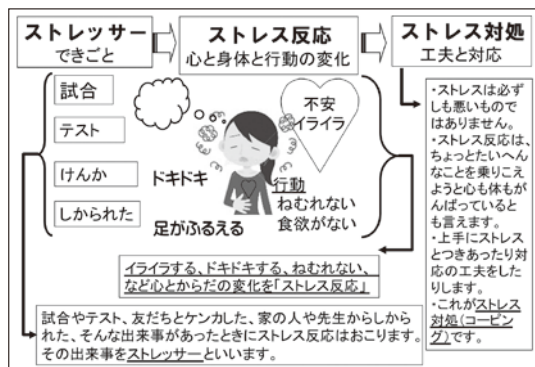 ストレッサー
できごと
ストレス反応
心と身体と行動の変化
ストレス対処
工夫と対応
試合
テスト
けんか
しかられた
不安
イライラ
ドキドキ
足がふるえる
行動
ねむれない
食欲がない
・ストレスは必ず
しも悪いもので
はありません。
・ストレス反応は、
ちょっとたいへん
なことを乗りこえ
ようと心も体もが
んばっているとも
も言えます。
・上手にストレス
とつきあったり対
応の工夫をした
りします。
・これがストレス
対処（コーピン
グ）です。
イライラする、ドキドキする、ねむれない、
など心とからだの変化を「ストレス反応」
試合やテスト、友だちとケンカした、家の人や先生からしから
れた、そんな出来事があったときにストレス反応はおこります。
その出来事をストレッサーといいます。